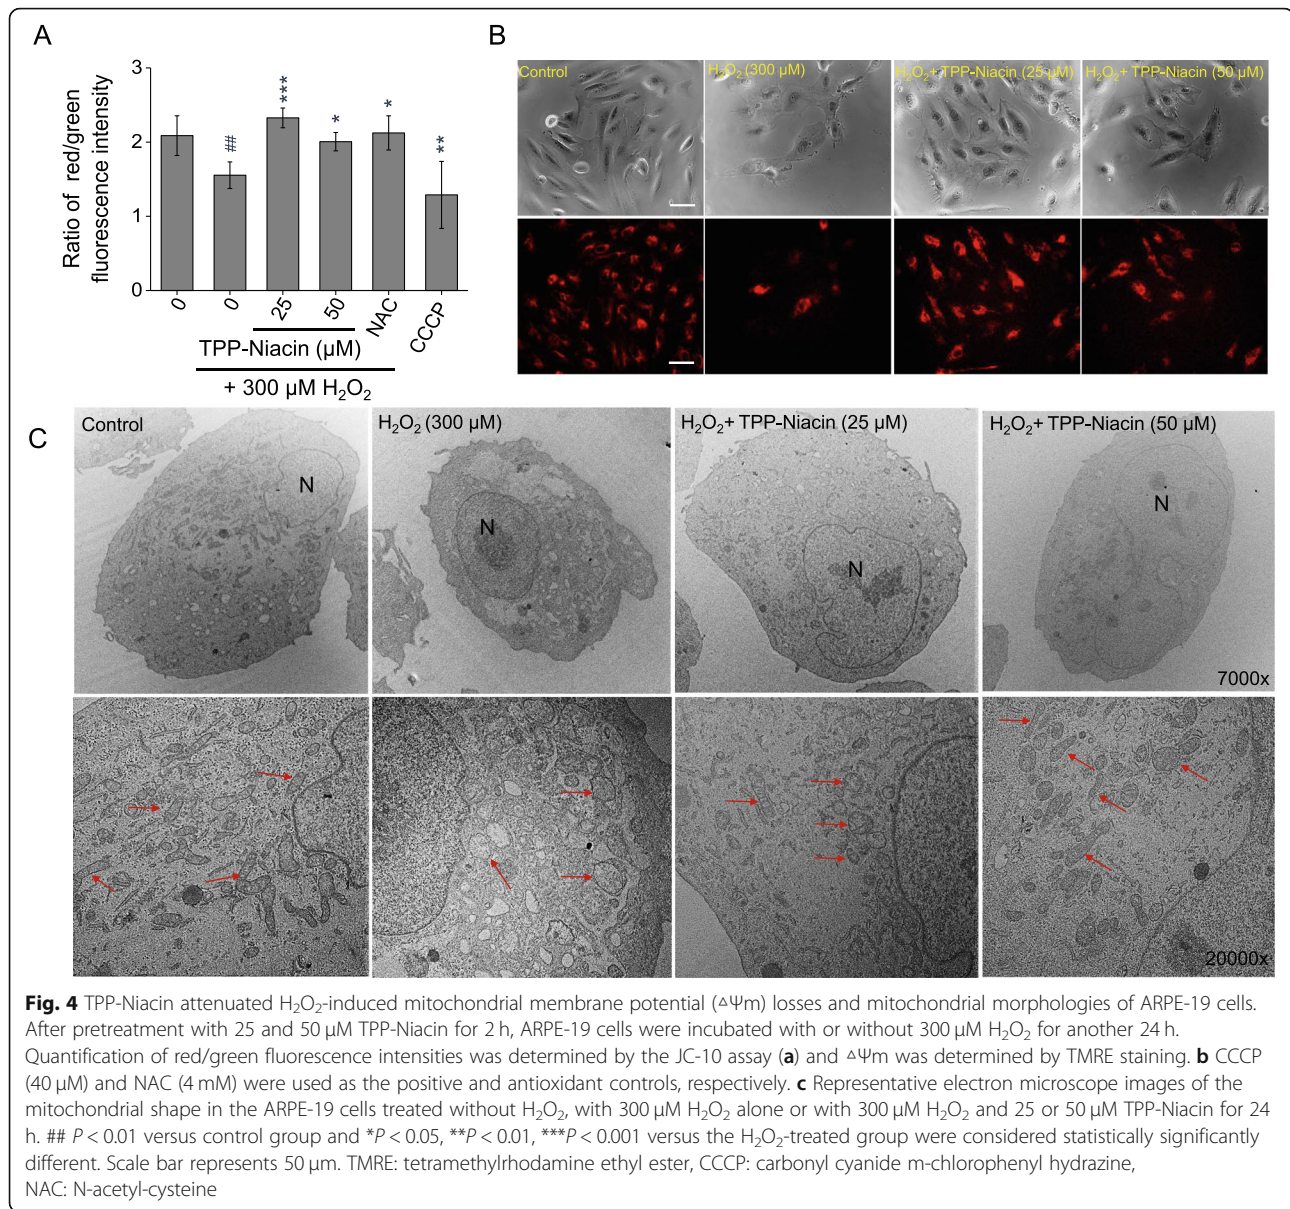 A
3
2
1
0
Ratio of red/green
fluorescence intensity
##
***
*
*
**
0
0
25
50
NAC
CCCP
TPP-Niacin (µM)
+ 300 µM H₂O₂
B
Control
H₂O₂ (300 µM)
H₂O₂+ TPP-Niacin (25 µM)
H₂O₂+ TPP-Niacin (50 µM)
C
Control
H₂O₂ (300 µM)
H₂O₂+ TPP-Niacin (25 µM)
H₂O₂+ TPP-Niacin (50 µM)
N
N
N
N
7000x
20000x
Fig. 4 TPP-Niacin attenuated H₂O₂-induced mitochondrial membrane potential (△Ψm) losses and mitochondrial morphologies of ARPE-19 cells.
After pretreatment with 25 and 50 µM TPP-Niacin for 2 h, ARPE-19 cells were incubated with or without 300 µM H₂O₂ for another 24 h.
Quantification of red/green fluorescence intensities was determined by the JC-10 assay (a) and △Ψm was determined by TMRE staining. b CCCP
(40 µM) and NAC (4 mM) were used as the positive and antioxidant controls, respectively. c Representative electron microscope images of the
mitochondrial shape in the ARPE-19 cells treated without H₂O₂, with 300 µM H₂O₂ alone or with 300 µM H₂O₂ and 25 or 50 µM TPP-Niacin for 24
h. ## P < 0.01 versus control group and *P < 0.05, **P < 0.01, ***P < 0.001 versus the H₂O₂-treated group were considered statistically significantly
different. Scale bar represents 50 µm. TMRE: tetramethylrhodamine ethyl ester, CCCP: carbonyl cyanide m-chlorophenyl hydrazine,
NAC: N-acetyl-cysteine